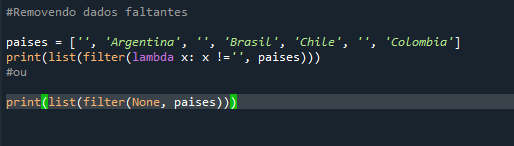 #Removendo dados faltantes
paises = ['', 'Argentina', '', 'Brasil', 'Chile', '', 'Colombia']
print(list(filter(lambda x: x !='', paises)))
#ou
print(list(filter(None, paises)))